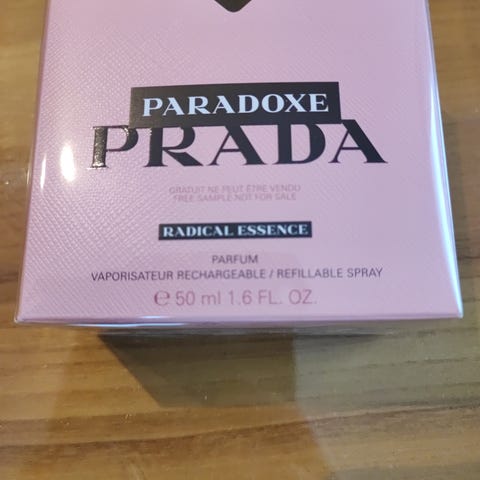 PARADOXE
PRADA
GRATUIT NE PEUT ÊTRE VENDU
FREE SAMPLE NOT FOR SALE
RADICAL ESSENCE
PARFUM
VAPORISATEUR RECHARGEABLE / REFILLABLE SPRAY
℮ 50 ml 1.6 FL. OZ.